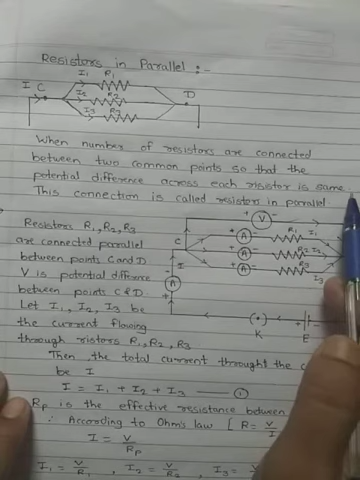 Resistors in Parallel :-
I C I1 R1 D
I2 R2
I3 R3
When number of resistors are connected
between two common points so that the
potential difference across each risistor is same.
This connection is called resistors in parallel
Resistors R1, R2, R3
are connected parallel
between points C and D
V is potential difference
between points C & D.
Let I1, I2, I3 be
the current flowing
through ristors R1, R2, R3
+ V -
+ A - R1 I1
C + A - R2 I2
+ A - R3 I3
I
- A +
(•) K
+ E
Then, the total current throught the
be I
I = I1 + I2 + I3 ——— ①
Rp is the effective resistance between
∴ According to Ohm's law [ R = V/I
I = V/Rp
I1 = V/R1 , I2 = V/R2 , I3 = V/